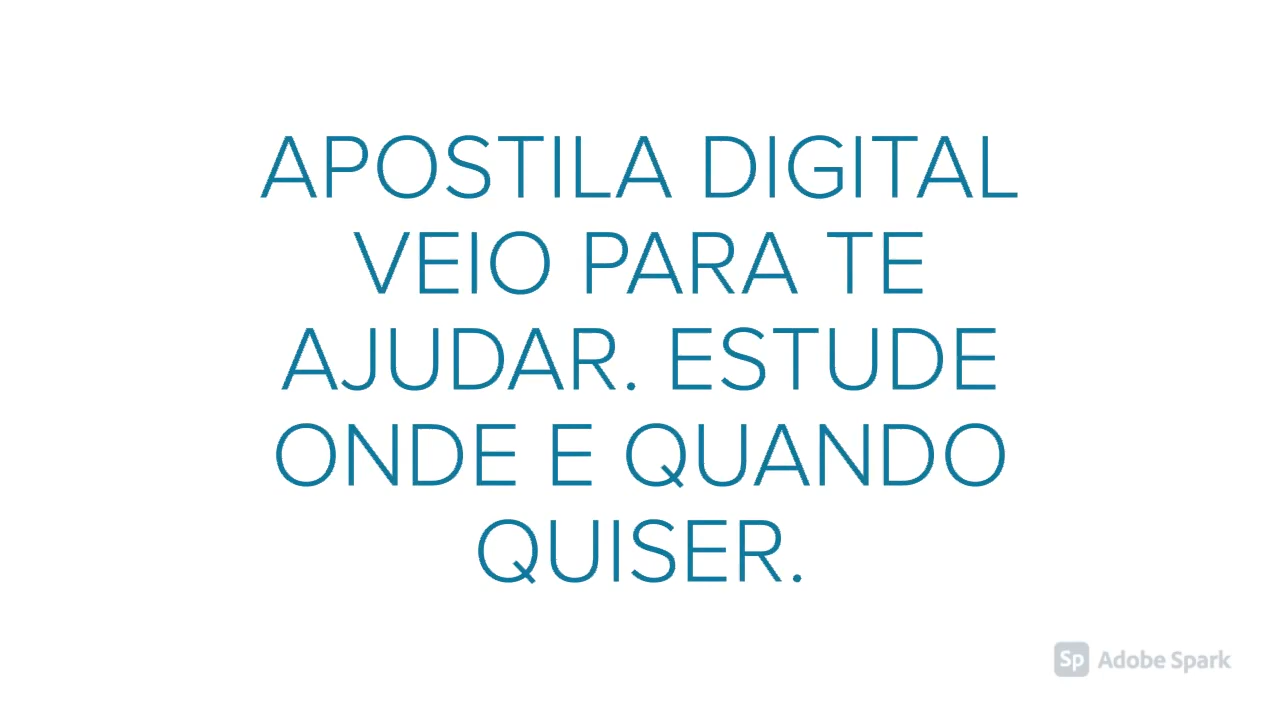 APOSTILA DIGITAL
VEIO PARA TE
AJUDAR. ESTUDE
ONDE E QUANDO
QUISER.
Sp Adobe Spark